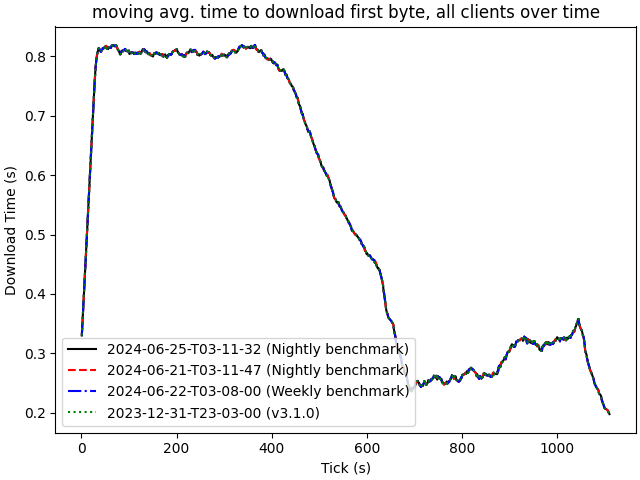 moving avg. time to download first byte, all clients over time
Download Time (s)
0.8
0.7
0.6
0.5
0.4
0.3
0.2
2024-06-25-T03-11-32 (Nightly benchmark)
2024-06-21-T03-11-47 (Nightly benchmark)
2024-06-22-T03-08-00 (Weekly benchmark)
2023-12-31-T23-03-00 (v3.1.0)
0 200 400 600 800 1000
Tick (s)